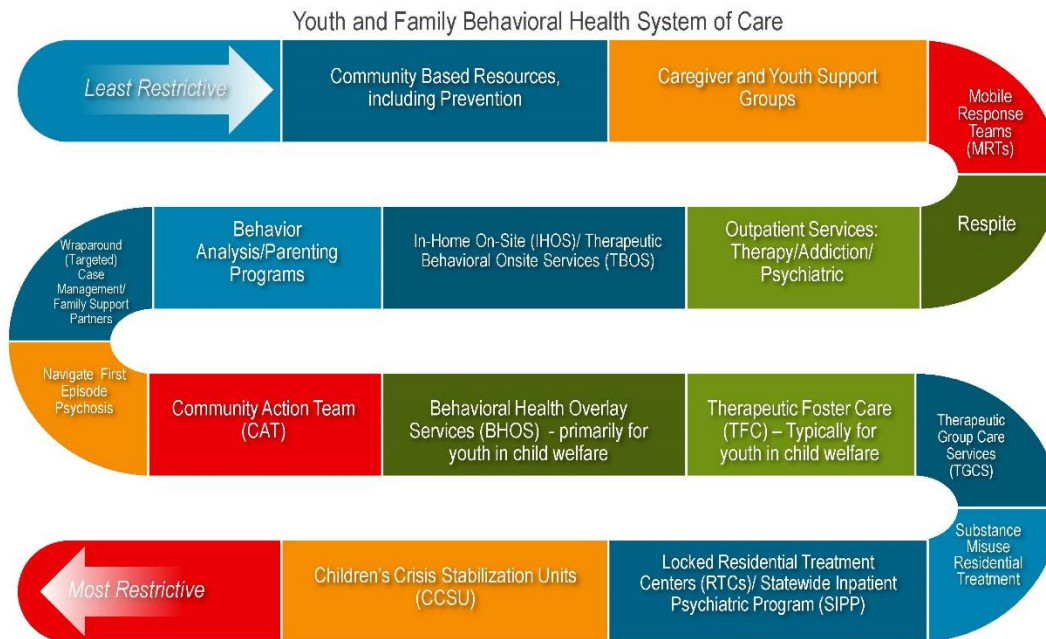 Youth and Family Behavioral Health System of Care
Least Restrictive
Community Based Resources,
including Prevention
Caregiver and Youth Support
Groups
Mobile
Response
Teams
(MRTs)
Respite
Outpatient Services:
Therapy/Addiction/
Psychiatric
In-Home On-Site (IHOS)/ Therapeutic
Behavioral Onsite Services (TBOS)
Behavior
Analysis/Parenting
Programs
Wraparound
(Targeted)
Case
Management/
Family Support
Partners
Navigate First
Episode
Psychosis
Community Action Team
(CAT)
Behavioral Health Overlay
Services (BHOS) - primarily for
youth in child welfare
Therapeutic Foster Care
(TFC) – Typically for
youth in child welfare
Therapeutic
Group Care
Services
(TGCS)
Substance
Misuse
Residential
Treatment
Locked Residential Treatment
Centers (RTCs)/ Statewide Inpatient
Psychiatric Program (SIPP)
Children's Crisis Stabilization Units
(CCSU)
Most Restrictive